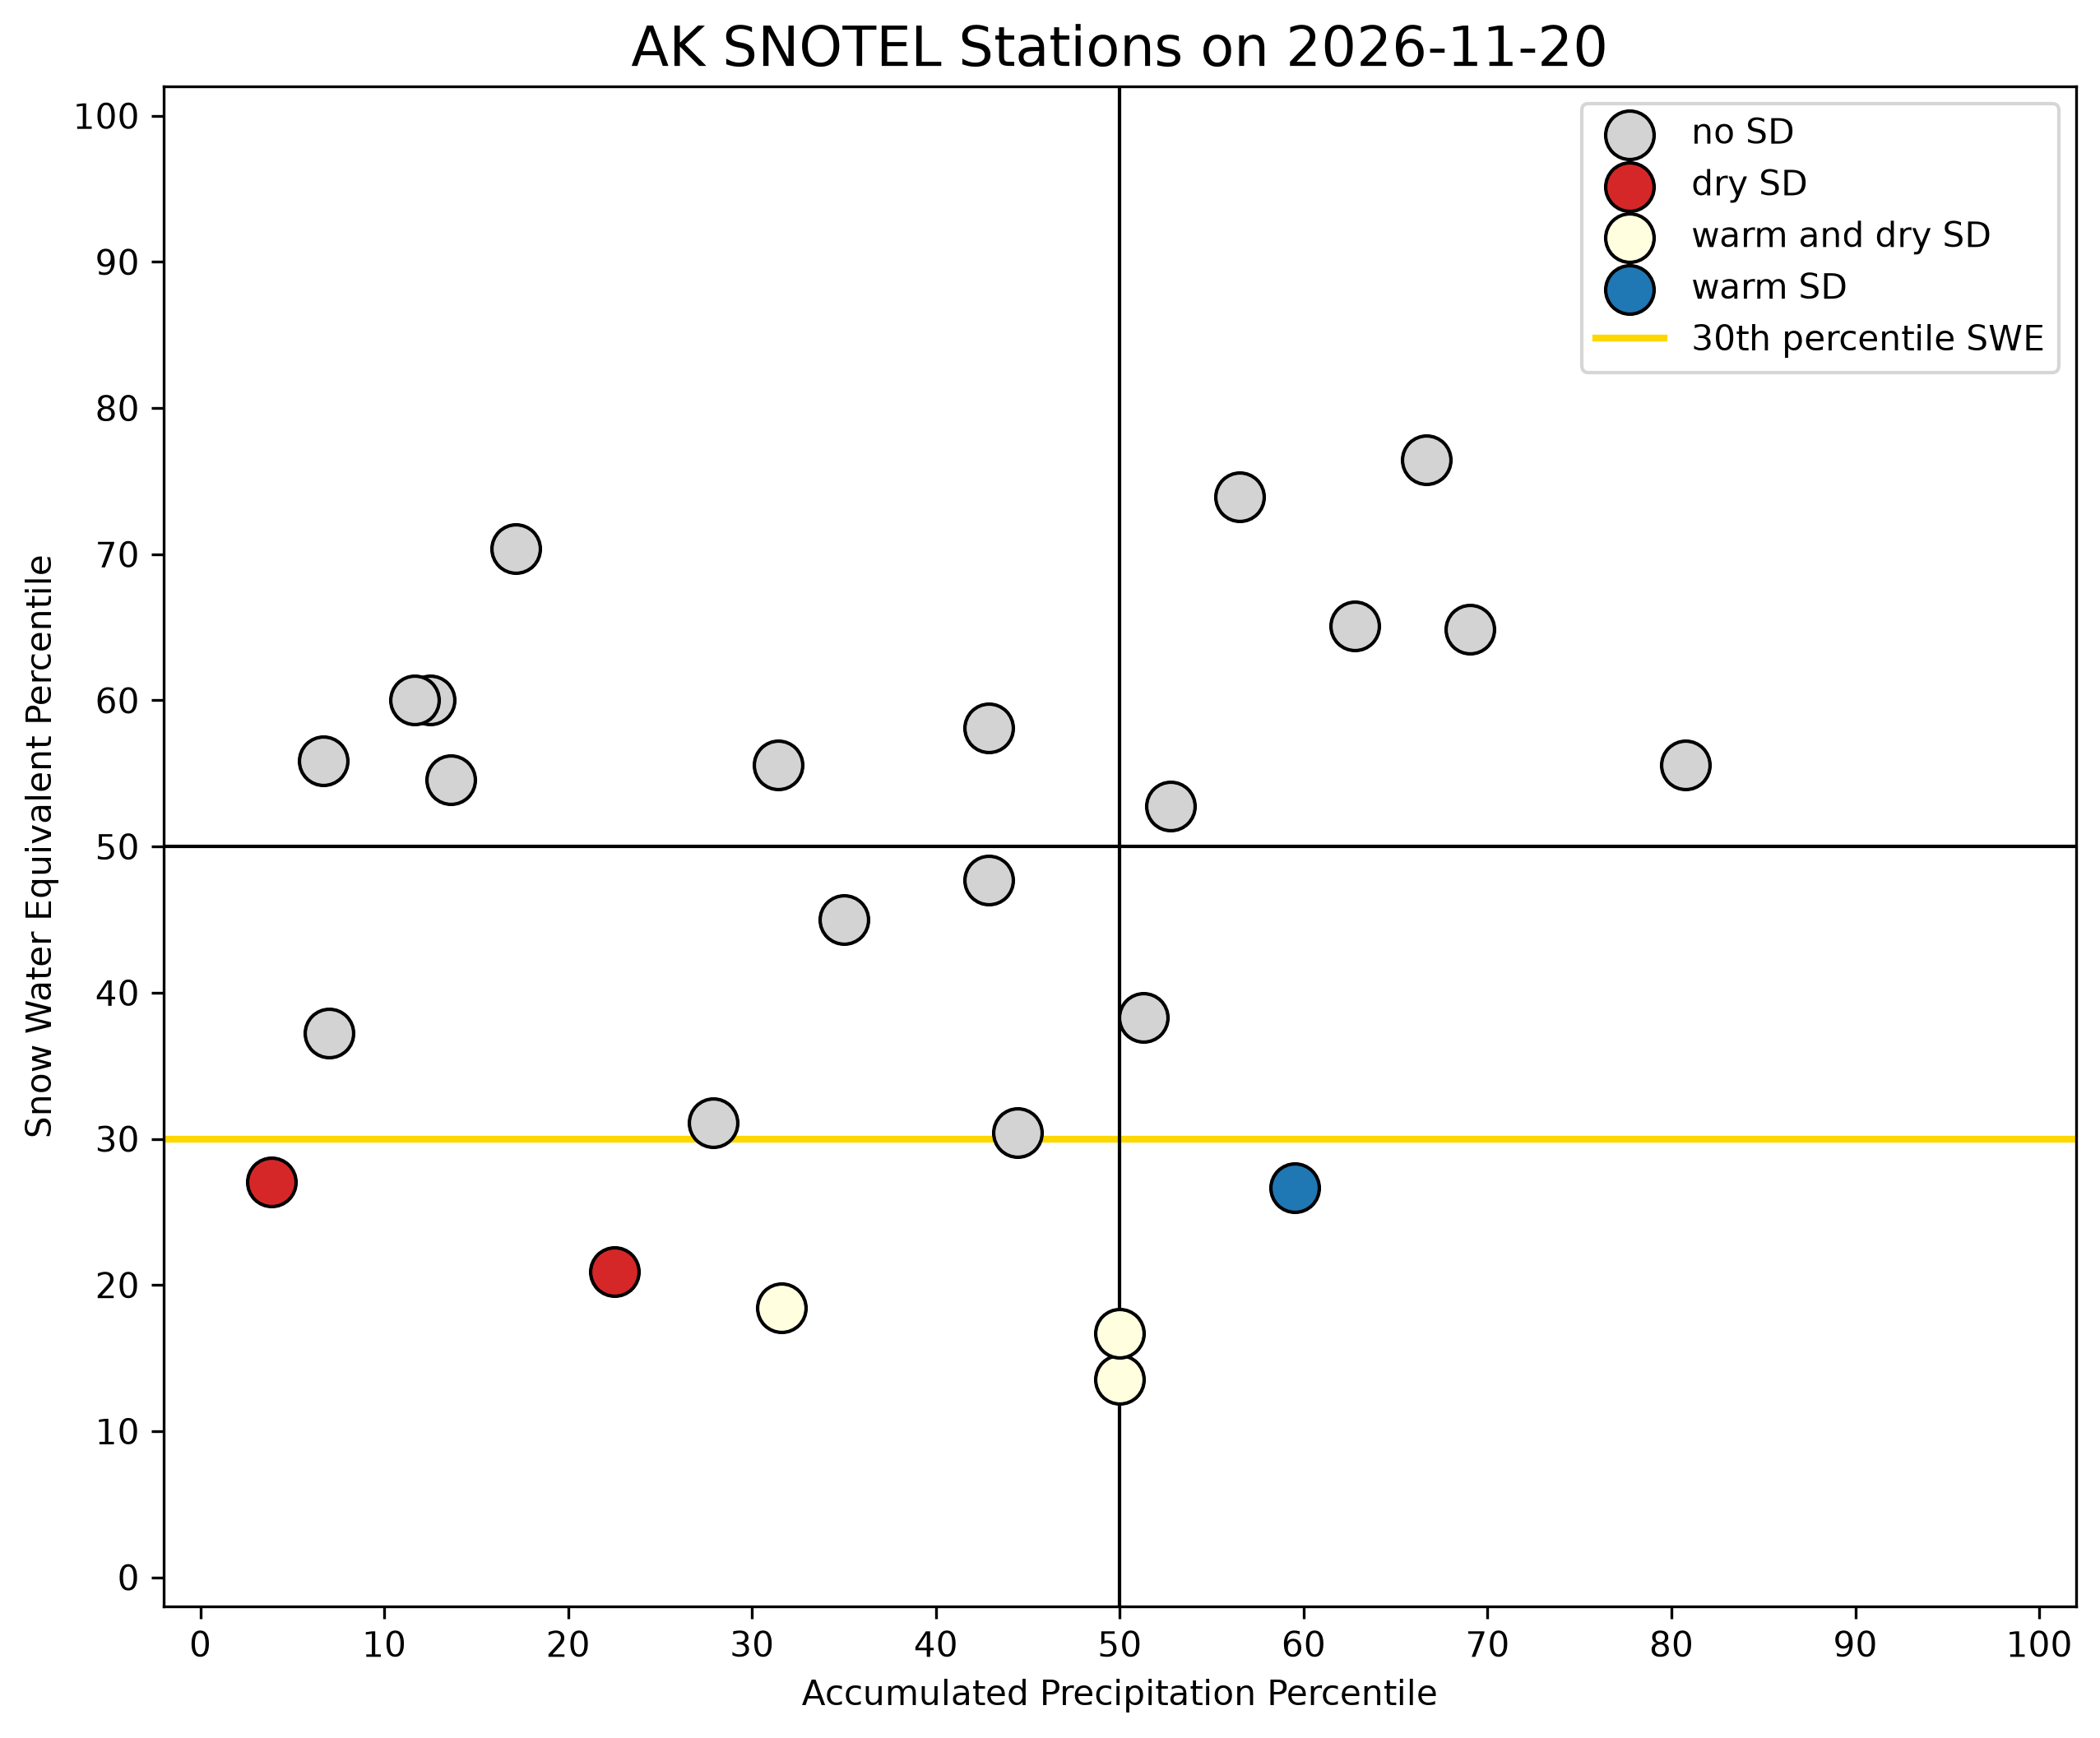 AK SNOTEL Stations on 2026-11-20
no SD
dry SD
warm and dry SD
warm SD
30th percentile SWE
Snow Water Equivalent Percentile
100
90
80
70
60
50
40
30
20
10
0
0 10 20 30 40 50 60 70 80 90 100
Accumulated Precipitation Percentile